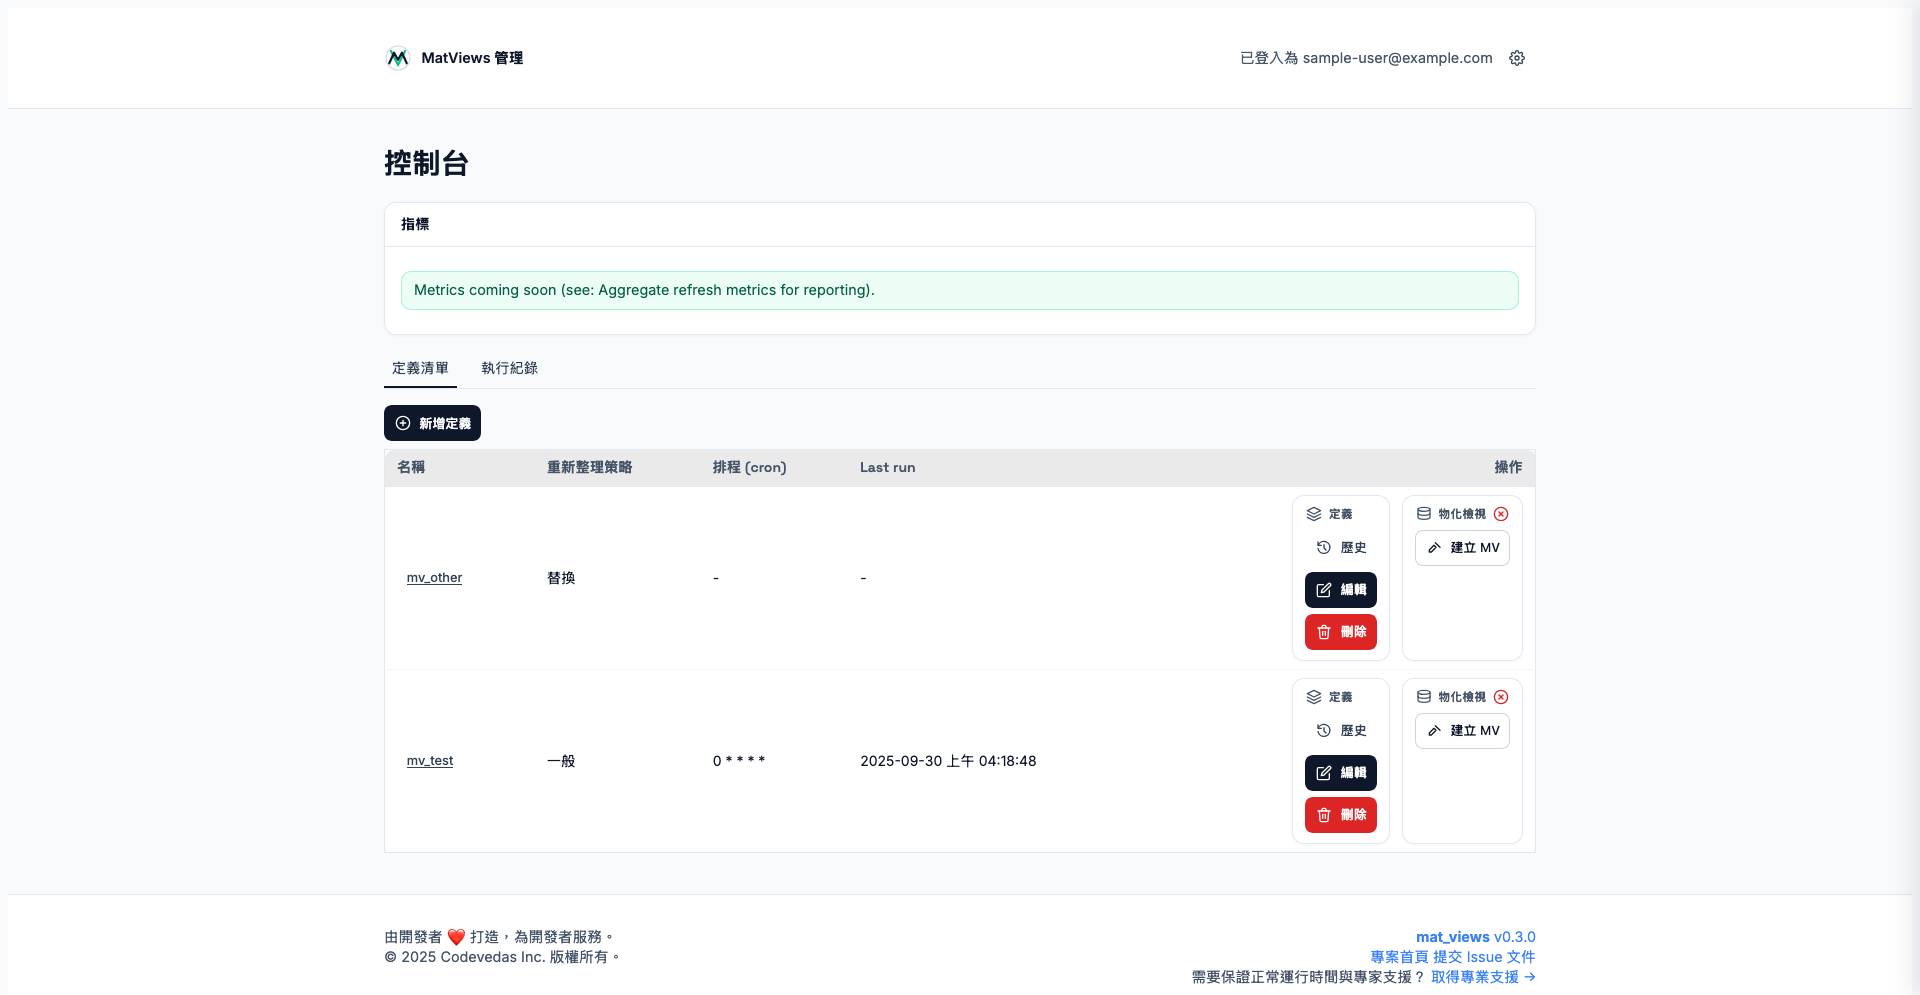 MatViews 管理
已登入為 sample-user@example.com
控制台
指標
Metrics coming soon (see: Aggregate refresh metrics for reporting).
定義清單 執行紀錄
新增定義
名稱 重新整理策略 排程 (cron) Last run 操作
定義 物化檢視
歷史 建立 MV
mv_other 替換 - -
編輯
刪除
定義 物化檢視
歷史 建立 MV
mv_test 一般 0 * * * * 2025-09-30 上午 04:18:48
編輯
刪除
由開發者 ❤️ 打造，為開發者服務。
© 2025 Codevedas Inc. 版權所有。
mat_views v0.3.0
專案首頁 提交 Issue 文件
需要保證正常運行時間與專家支援？ 取得專業支援 →